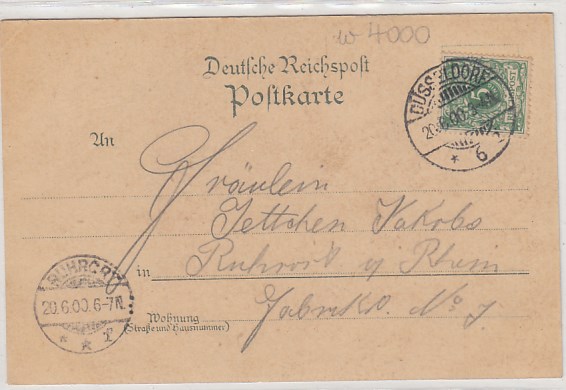 w 4000
Deutsche Reichspost
Postkarte
DÜSSELDORF
20.6.00
6
An
Fräulein
Jettchen Jakobs
in Ruhrort a/ Rhein
Fabrikstr. No 7
Wohnung
(Straße und Hausnummer)
RUHRORT
20.6.00.6-7N.